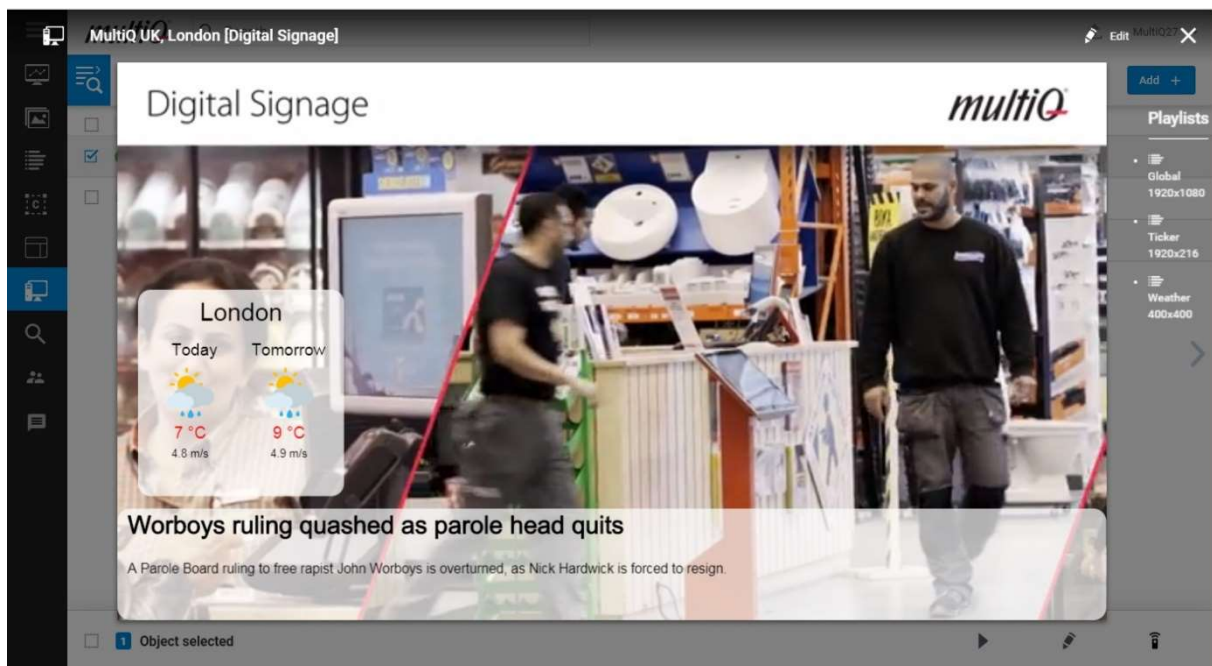 MultiQ UK, London [Digital Signage]
Edit
MultiQ27
Add +
Digital Signage
multiQ
Playlists
Global
1920x1080
Ticker
1920x216
Weather
400x400
London
Today Tomorrow
7 °C 9 °C
4.8 m/s 4.9 m/s
Worboys ruling quashed as parole head quits
A Parole Board ruling to free rapist John Worboys is overturned, as Nick Hardwick is forced to resign.
1 Object selected